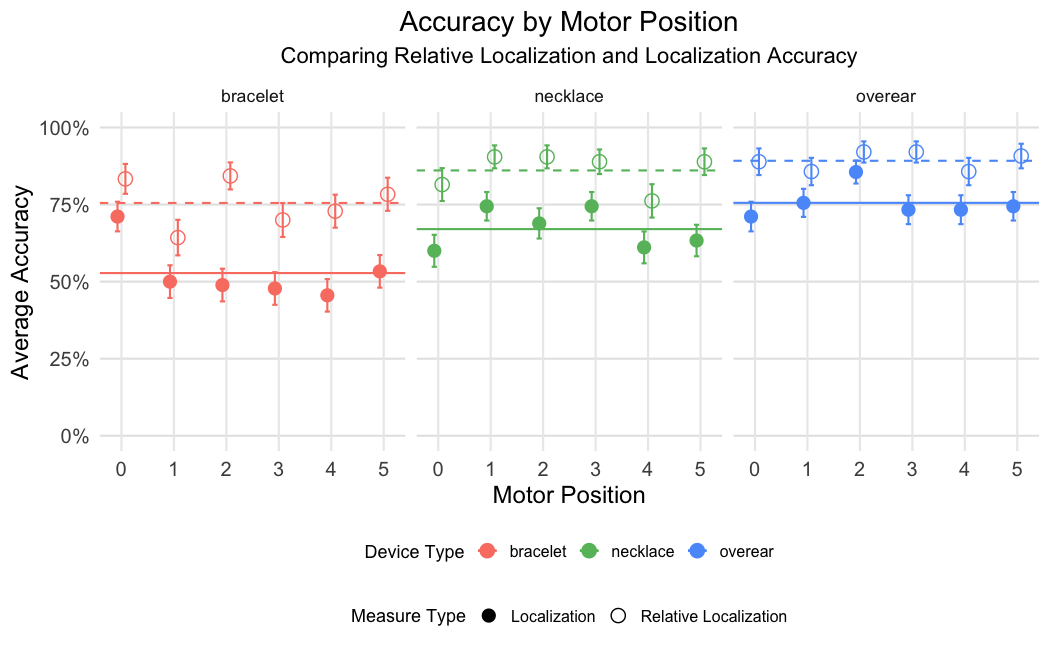 Accuracy by Motor Position
Comparing Relative Localization and Localization Accuracy
bracelet necklace overear
100%
75%
50%
25%
0%
Average Accuracy
0 1 2 3 4 5 0 1 2 3 4 5 0 1 2 3 4 5
Motor Position
Device Type bracelet necklace overear
Measure Type Localization Relative Localization